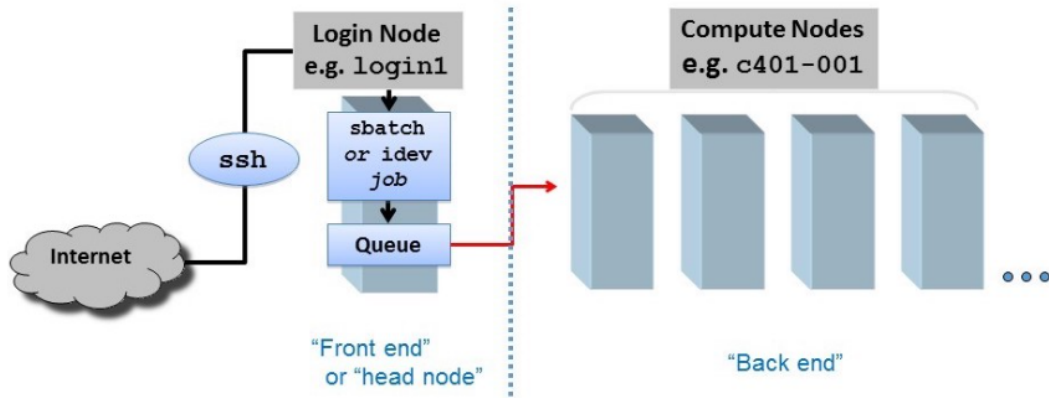 Login Node
e.g. login1
sbatch
or idev
job
Queue
ssh
Internet
“Front end”
or “head node”
Compute Nodes
e.g. c401-001
“Back end”